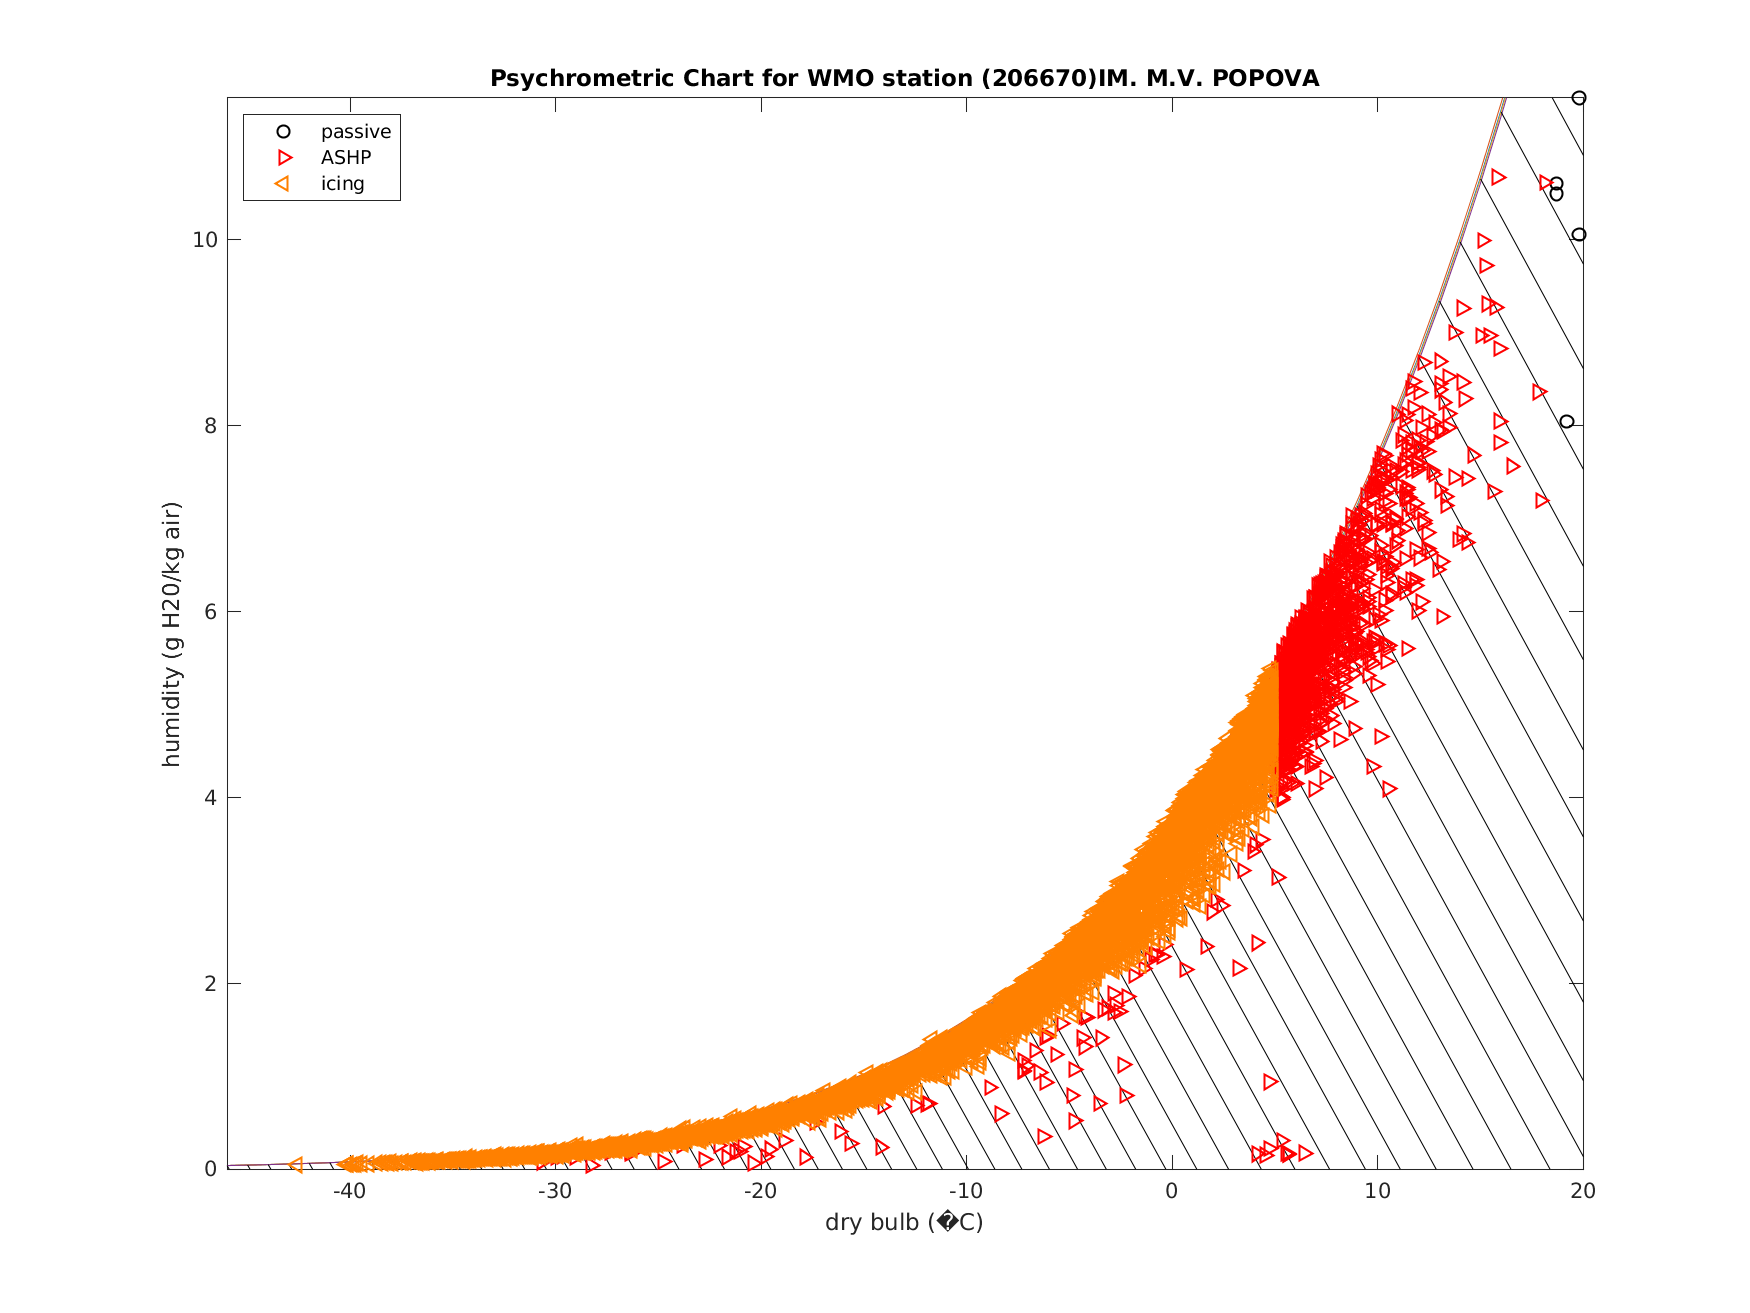 Psychrometric Chart for WMO station (206670)IM. M.V. POPOVA
passive
ASHP
icing
humidity (g H20/kg air)
10
8
6
4
2
0
-40 -30 -20 -10 0 10 20
dry bulb (�C)